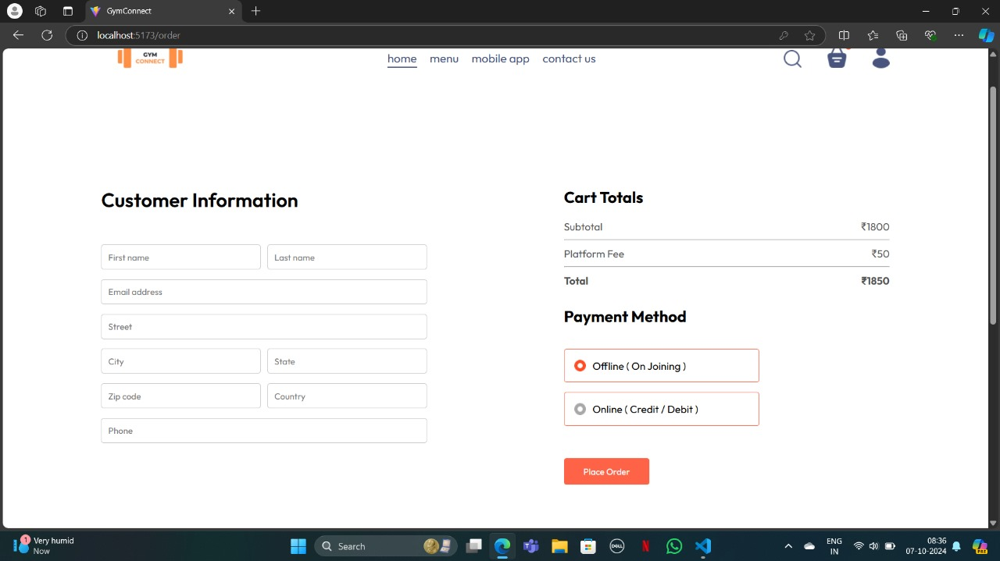 GymConnect
localhost:5173/order
GYM
CONNECT
home menu mobile app contact us
Customer Information
First name Last name
Email address
Street
City State
Zip code Country
Phone
Cart Totals
Subtotal ₹1800
Platform Fee ₹50
Total ₹1850
Payment Method
Offline ( On Joining )
Online ( Credit / Debit )
Place Order
1 Very humid
Now
Search
DELL
N
ENG
IN
08:36
07-10-2024
PRE